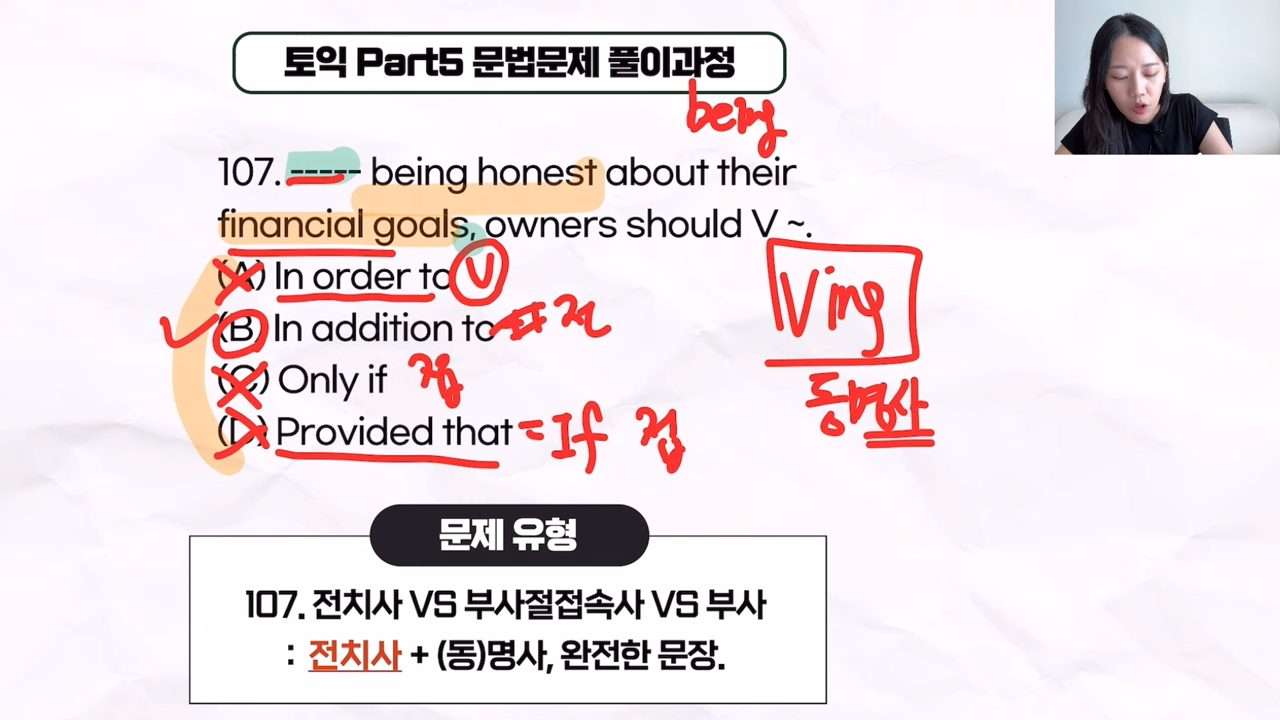 토익 Part5 문법문제 풀이과정
being
107. ----- being honest about their
financial goals, owners should V ~.
(A) In order to V
(B) In addition to 전
(C) Only if 접
(D) Provided that = If 접
Ving
동명사
문제 유형
107. 전치사 VS 부사절접속사 VS 부사
: 전치사 + (동)명사, 완전한 문장.